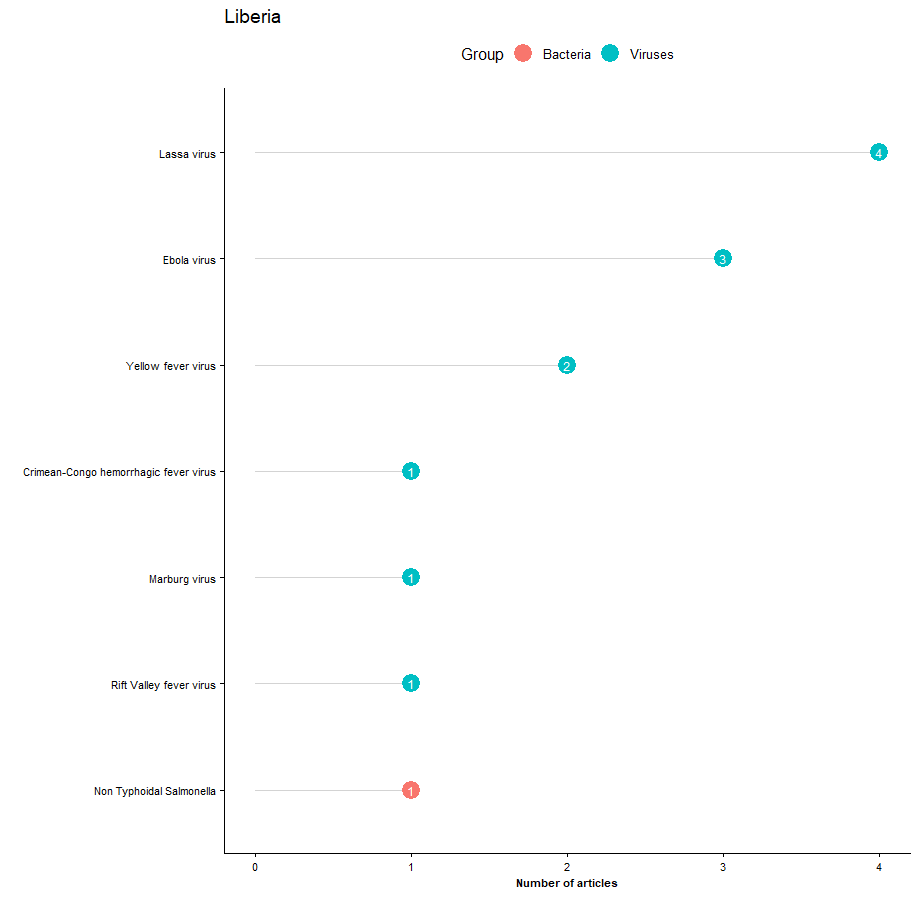 Liberia
Group Bacteria Viruses
Lassa virus 4
Ebola virus 3
Yellow fever virus 2
Crimean-Congo hemorrhagic fever virus 1
Marburg virus 1
Rift Valley fever virus 1
Non Typhoidal Salmonella 1
0 1 2 3 4
Number of articles